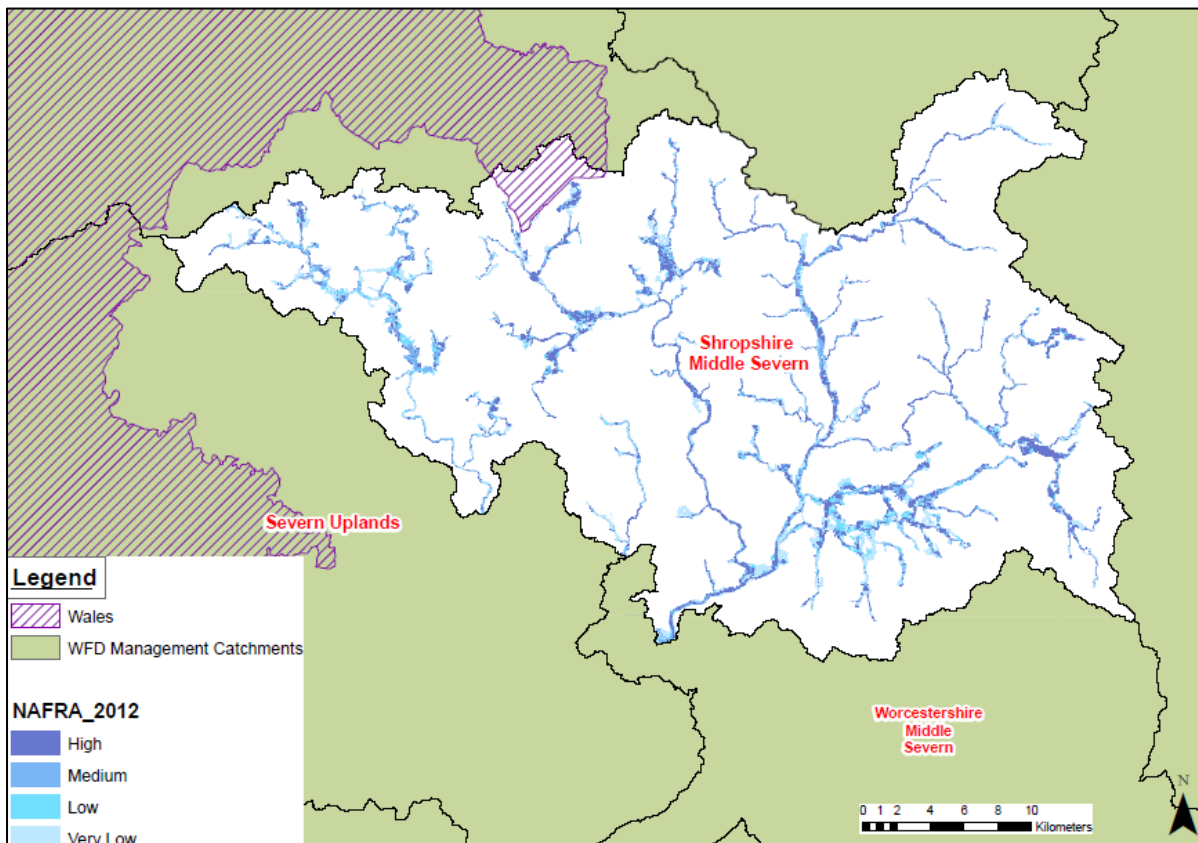 Shropshire
Middle Severn
Severn Uplands
Legend
Wales
WFD Management Catchments
NAFRA_2012
High
Medium
Low
Very Low
Worcestershire
Middle
Severn
0 1 2 4 6 8 10
Kilometers
N